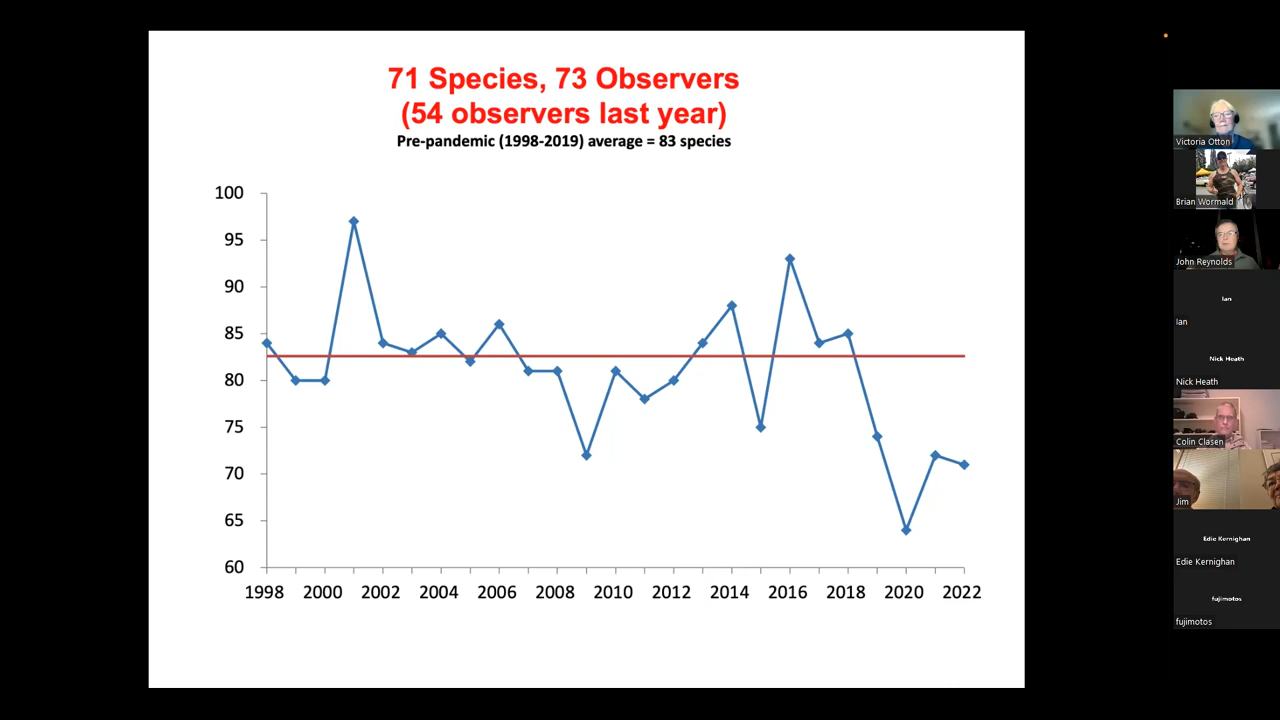 71 Species, 73 Observers
(54 observers last year)
Pre-pandemic (1998-2019) average = 83 species
100
95
90
85
80
75
70
65
60
1998 2000 2002 2004 2006 2008 2010 2012 2014 2016 2018 2020 2022
Victoria Otton
Brian Wormald
John Reynolds
Ian
Ian
Nick Heath
Nick Heath
Colin Clasen
Jim
Edie Kernighan
Edie Kernighan
fujimotos
fujimotos